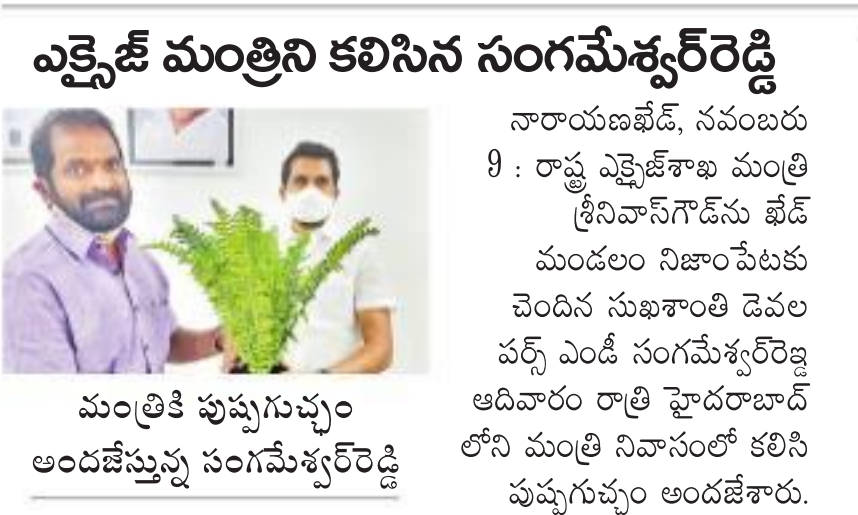 ఎక్సైజ్ మంత్రిని కలిసిన సంగమేశ్వర్‌రెడ్డి
నారాయణఖేడ్, నవంబరు
9 : రాష్ట్ర ఎక్సైజ్‌శాఖ మంత్రి
శ్రీనివాస్‌గౌడ్‌ను ఖేడ్
మండలం నిజాంపేటకు
చెందిన సుఖశాంతి డెవల
పర్స్ ఎండీ సంగమేశ్వర్‌రెడ్డి
ఆదివారం రాత్రి హైదరాబాద్
లోని మంత్రి నివాసంలో కలిసి
పుష్పగుచ్ఛం అందజేశారు.
మంత్రికి పుష్పగుచ్ఛం
అందజేస్తున్న సంగమేశ్వర్‌రెడ్డి